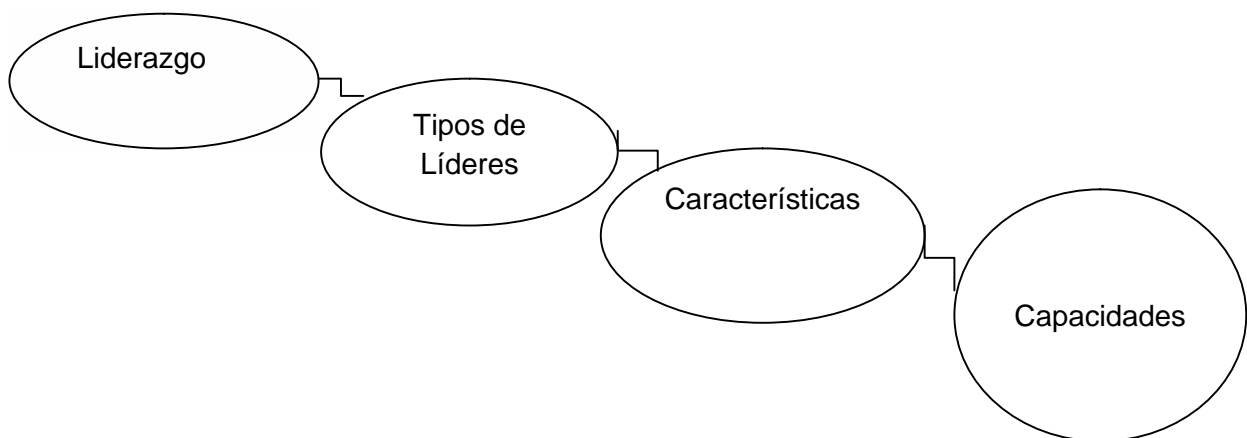 Liderazgo
Tipos de
Líderes
Características
Capacidades